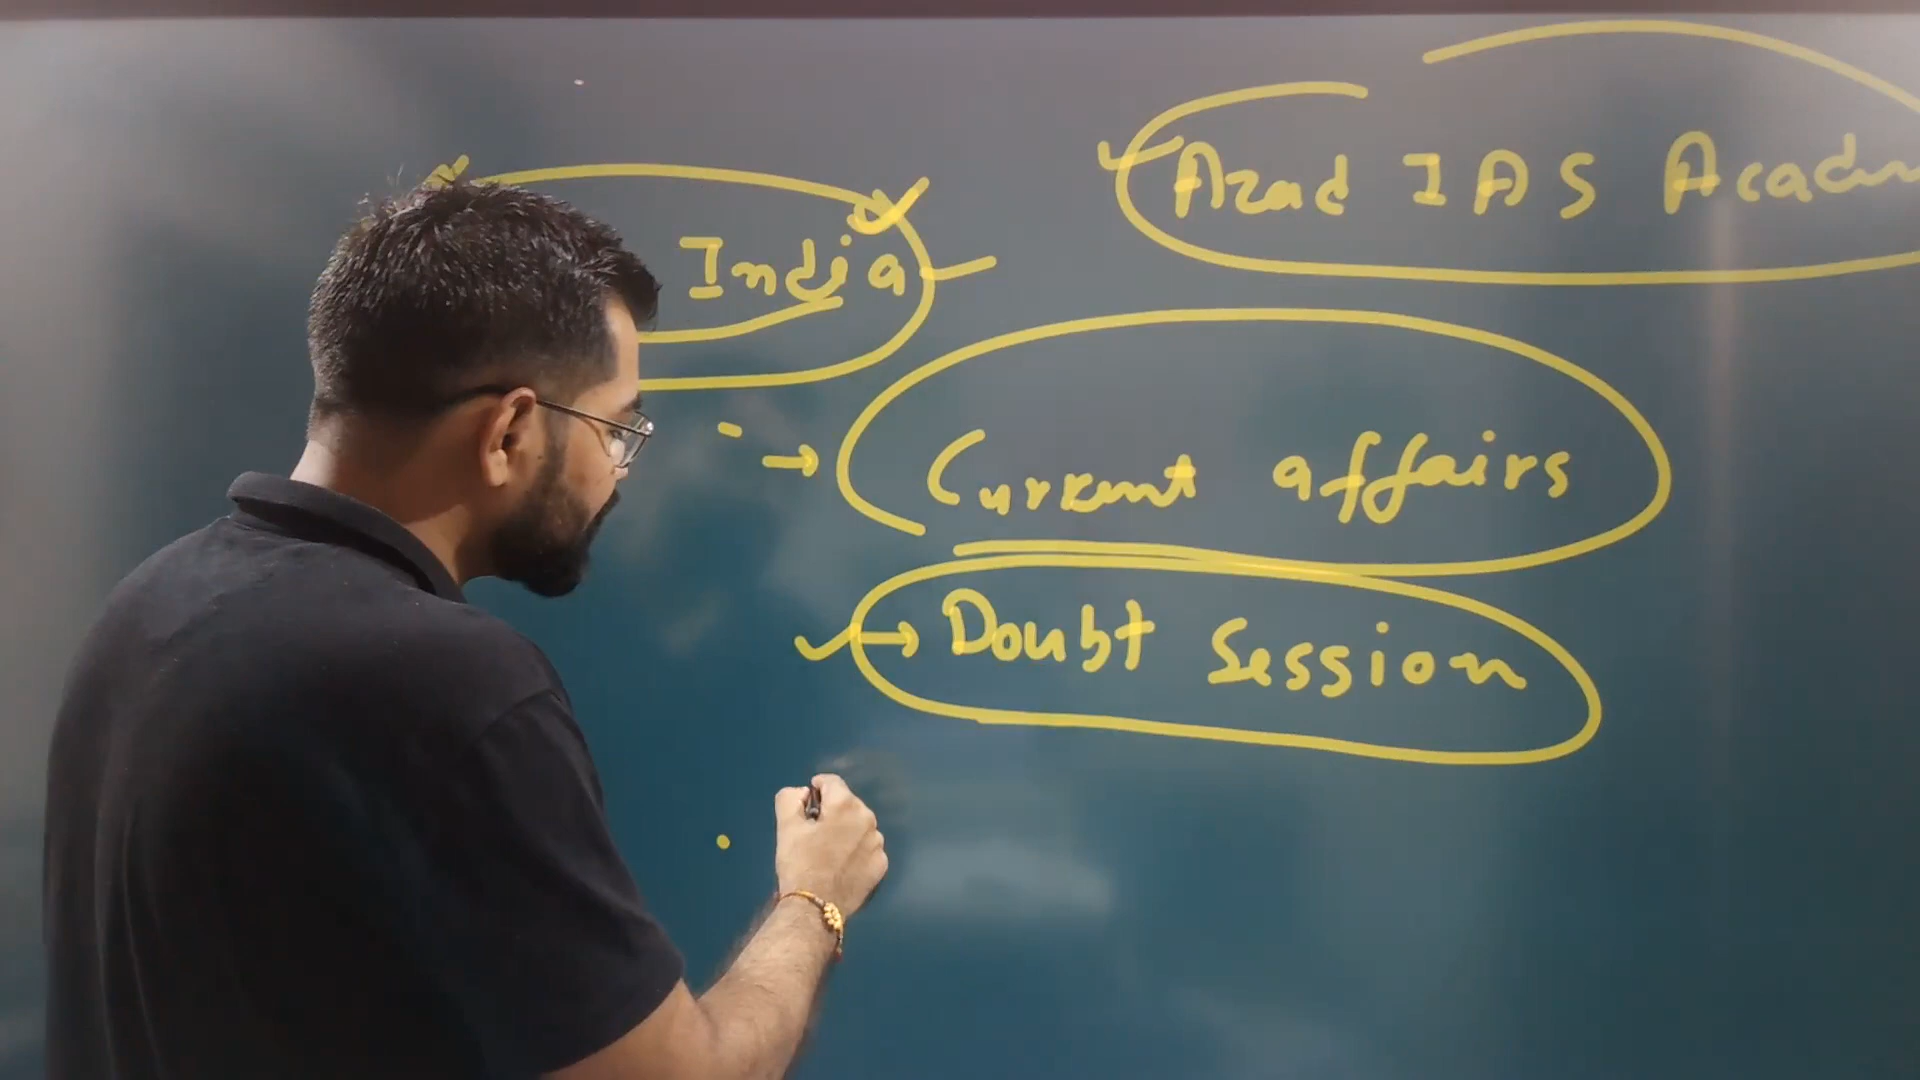 Azad IAS
India
Current affairs
→ Doubt Session